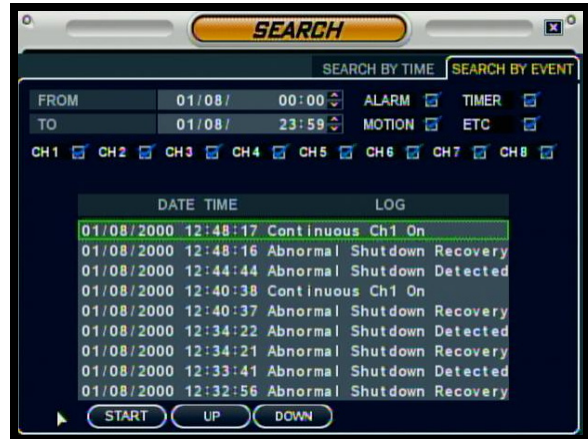 SEARCH
SEARCH BY TIME SEARCH BY EVENT
FROM 01/08/ 00:00 ALARM TIMER
TO 01/08/ 23:59 MOTION ETC
CH1 CH2 CH3 CH4 CH5 CH6 CH7 CH8
DATE TIME LOG
01/08/2000 12:48:17 Continuous Ch1 On
01/08/2000 12:48:16 Abnormal Shutdown Recovery
01/08/2000 12:44:44 Abnormal Shutdown Detected
01/08/2000 12:40:38 Continuous Ch1 On
01/08/2000 12:40:37 Abnormal Shutdown Recovery
01/08/2000 12:34:22 Abnormal Shutdown Detected
01/08/2000 12:34:21 Abnormal Shutdown Recovery
01/08/2000 12:33:41 Abnormal Shutdown Detected
01/08/2000 12:32:56 Abnormal Shutdown Recovery
START UP DOWN